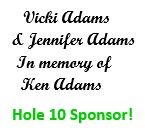 Vicki Adams
& Jennifer Adams
In memory of
Ken Adams
Hole 10 Sponsor!